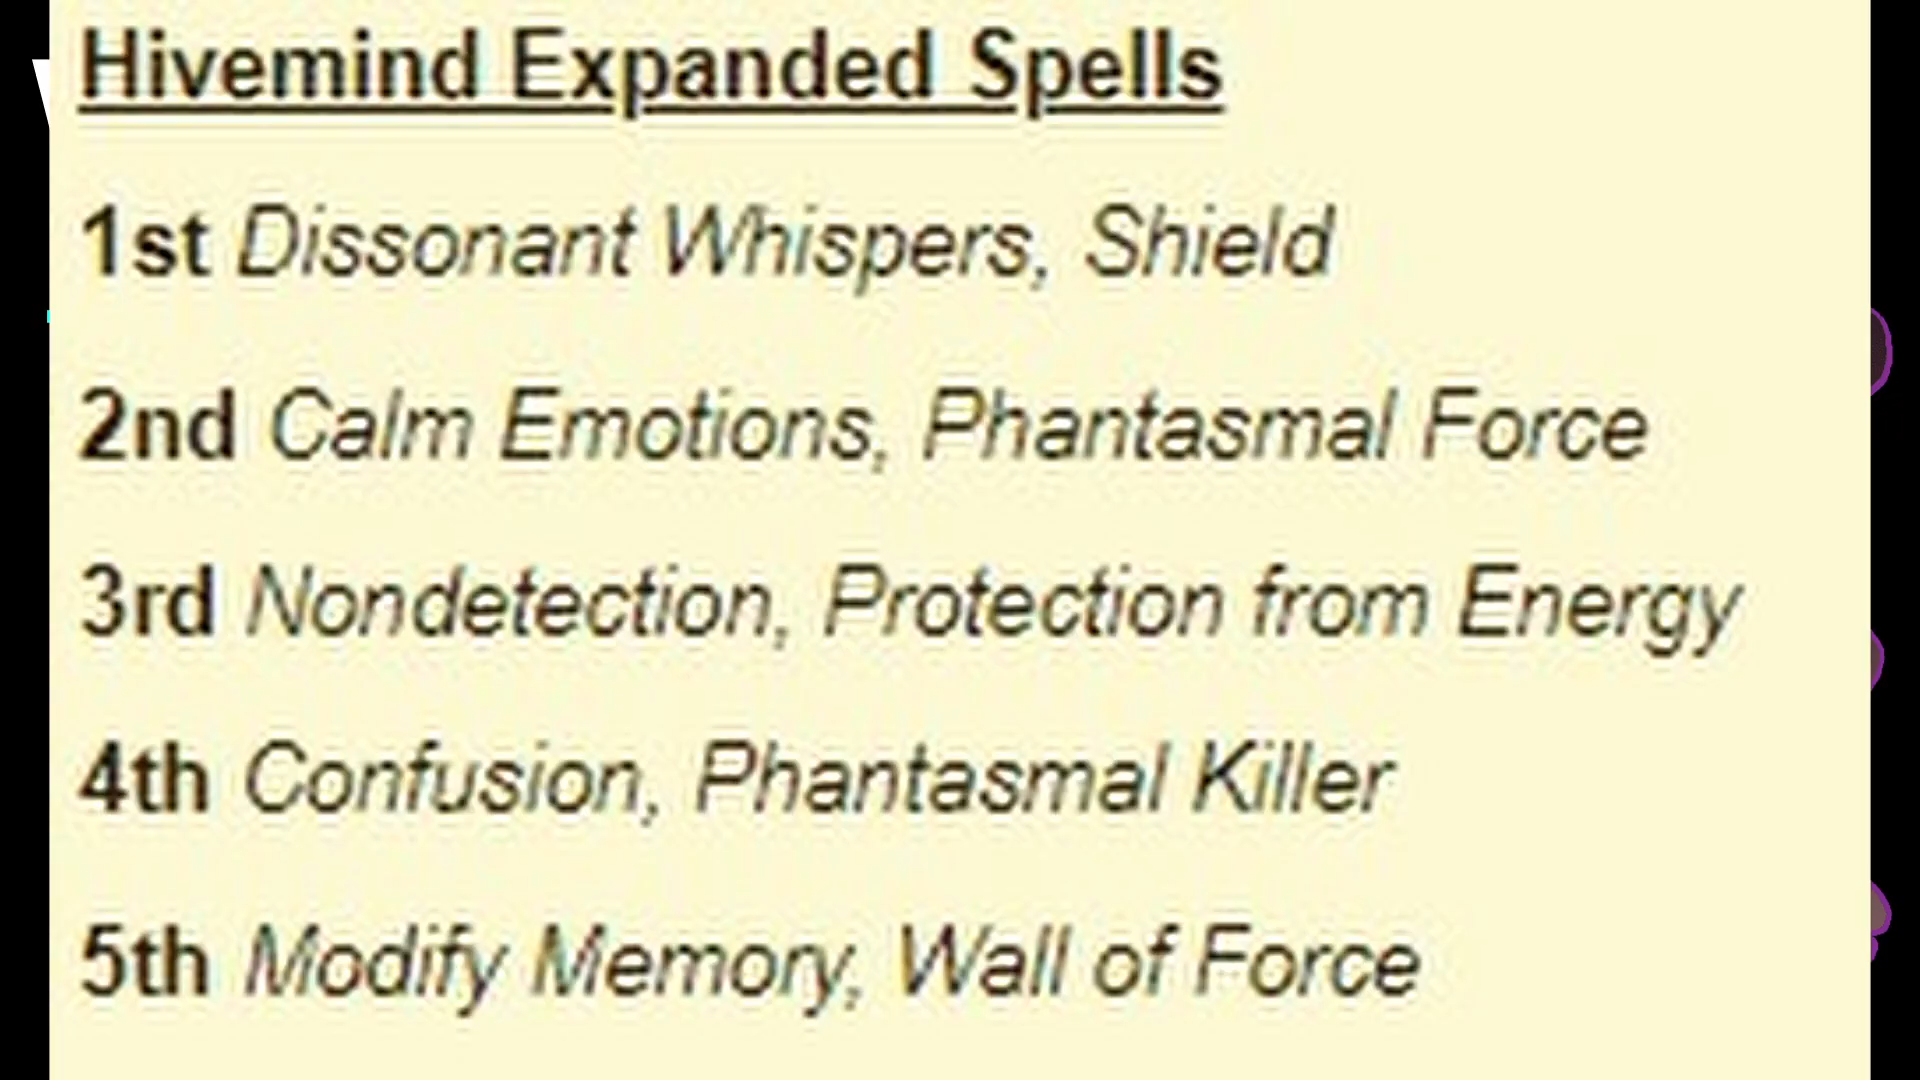 Hivemind Expanded Spells
1st Dissonant Whispers, Shield
2nd Calm Emotions, Phantasmal Force
3rd Nondetection, Protection from Energy
4th Confusion, Phantasmal Killer
5th Modify Memory, Wall of Force